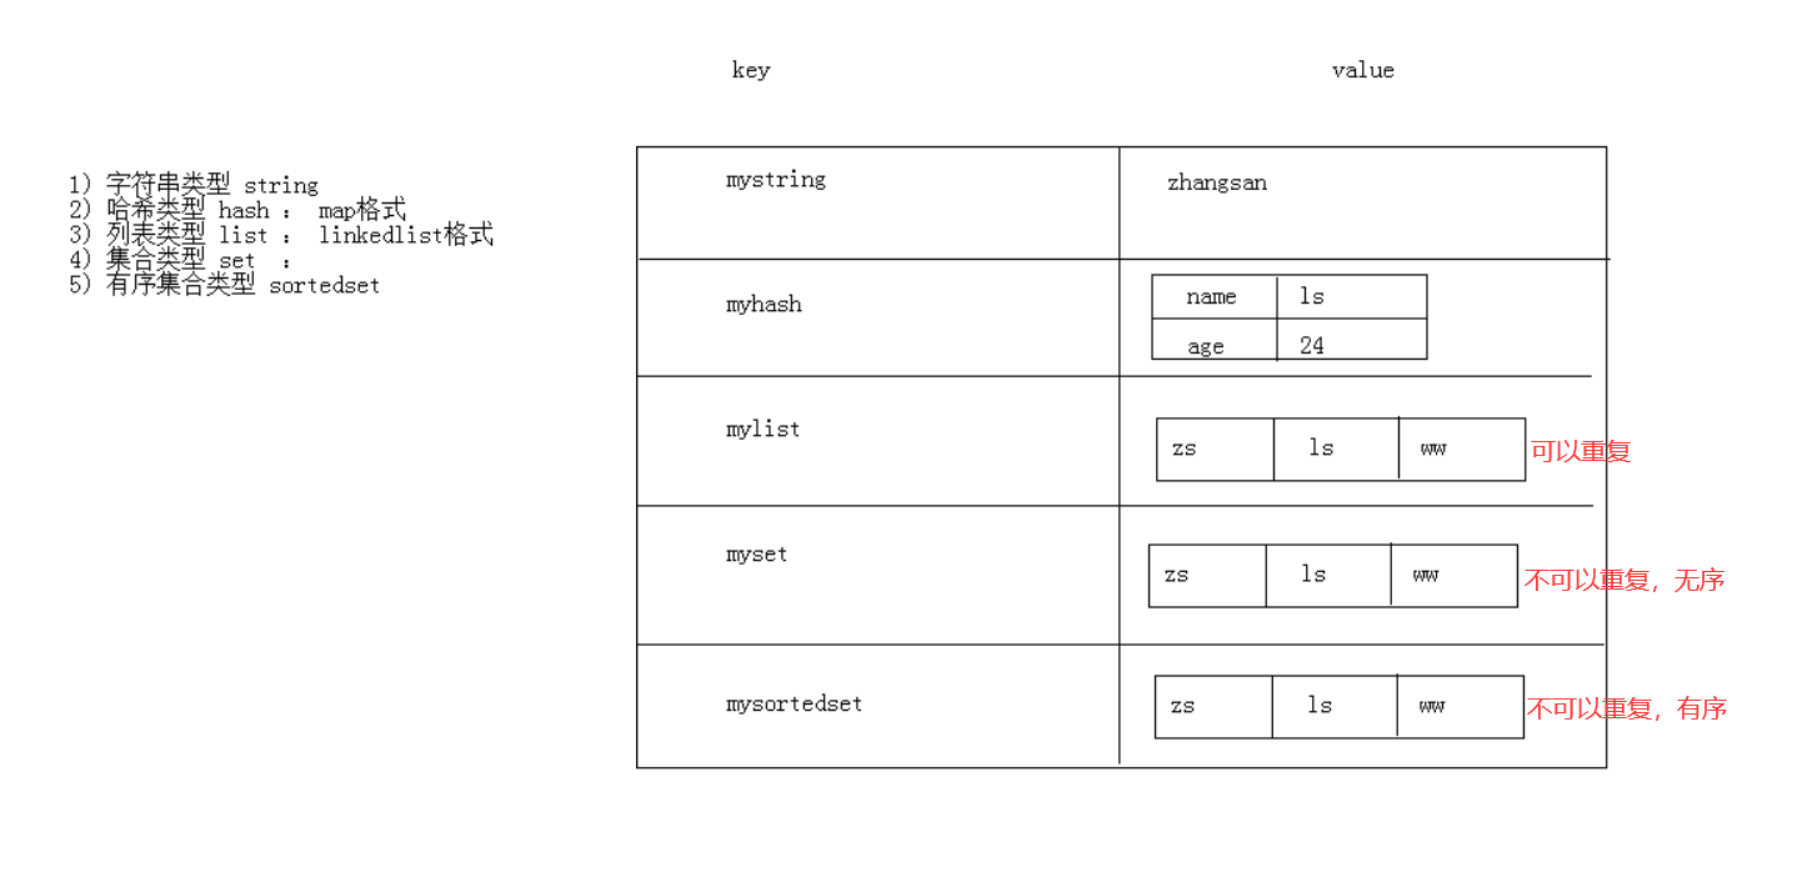 key value
1) 字符串类型 string
2) 哈希类型 hash ： map格式
3) 列表类型 list ： linkedlist格式
4) 集合类型 set ：
5) 有序集合类型 sortedset
mystring zhangsan
myhash
name ls
age 24
mylist zs ls ww 可以重复
myset zs ls ww 不可以重复，无序
mysortedset zs ls ww 不可以重复，有序